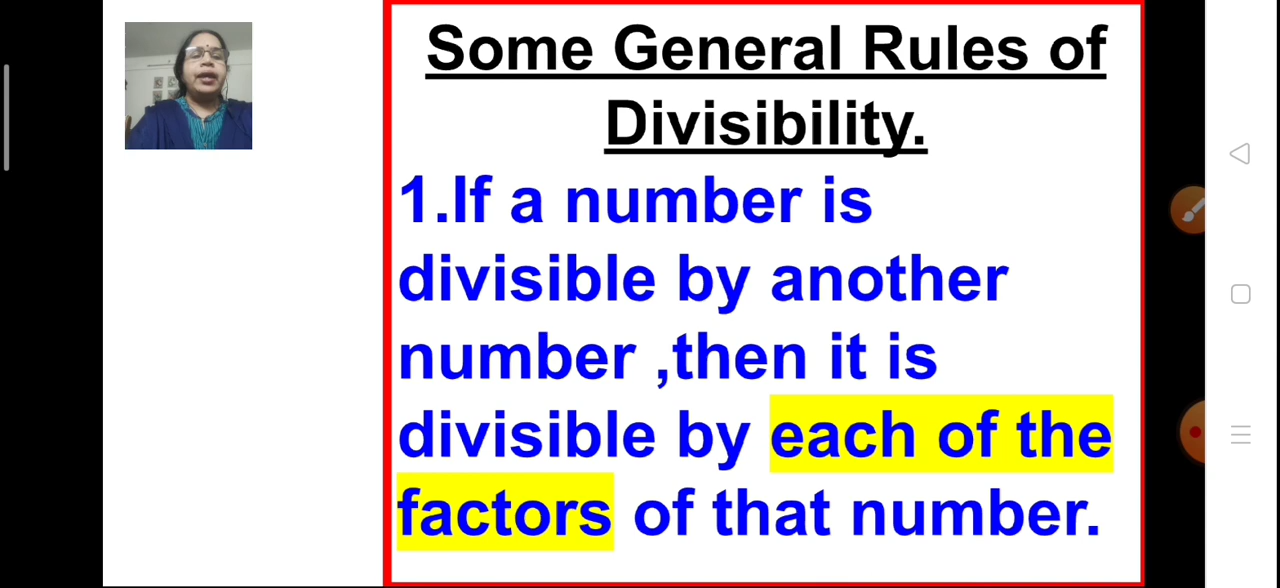 Some General Rules of
Divisibility.
1.If a number is
divisible by another
number ,then it is
divisible by each of the
factors of that number.